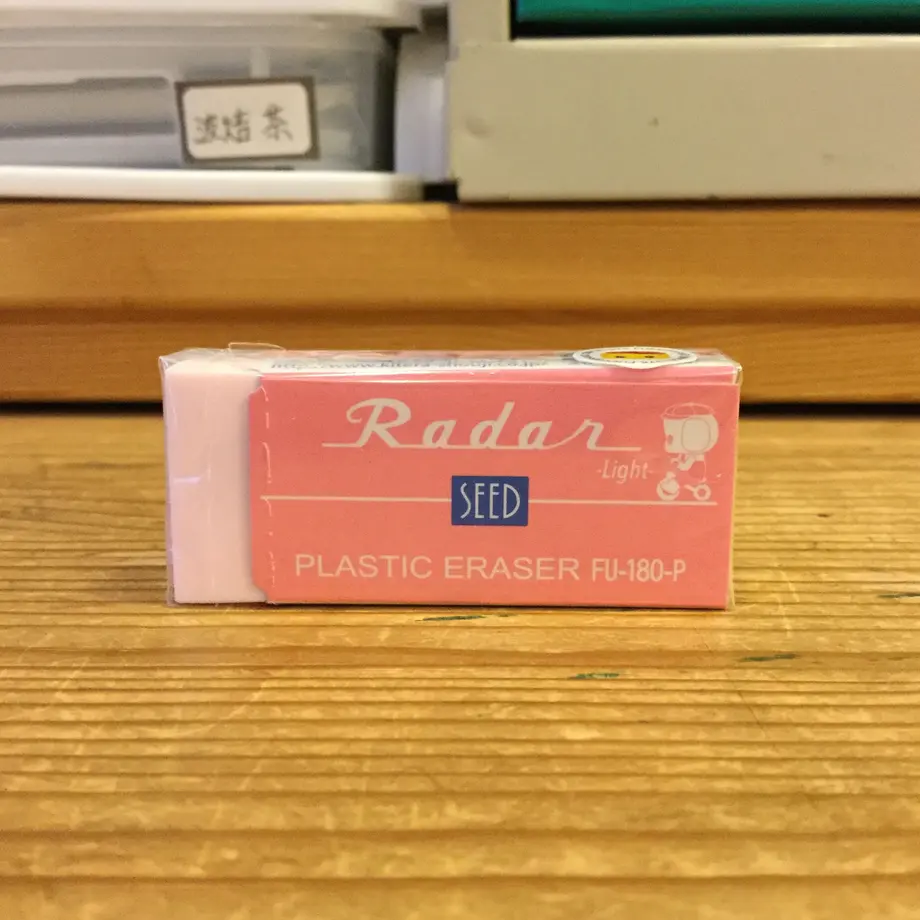 Radar
-Light-
SEED
PLASTIC ERASER FU-180-P